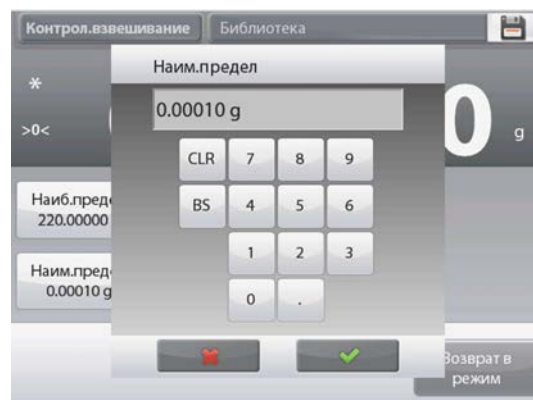 Контрол.взвешивание Библиотека
Наим.предел
*
0.00010 g
>0<
0 g
CLR 7 8 9
Наиб.преде
220.00000
BS 4 5 6
1 2 3
Наим.преде
0.00010 g
0 .
Возврат в
режим